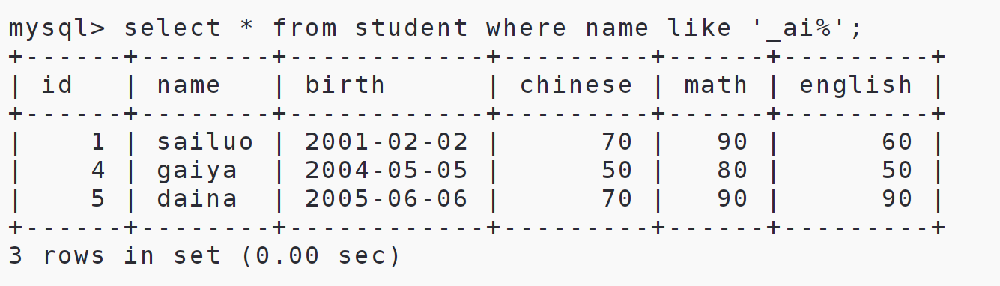 mysql> select * from student where name like '_ai%';
+------+--------+------------+---------+------+---------+
| id   | name   | birth      | chinese | math | english |
+------+--------+------------+---------+------+---------+
|    1 | sailuo | 2001-02-02 |      70 |   90 |      60 |
|    4 | gaiya  | 2004-05-05 |      50 |   80 |      50 |
|    5 | daina  | 2005-06-06 |      70 |   90 |      90 |
+------+--------+------------+---------+------+---------+
3 rows in set (0.00 sec)